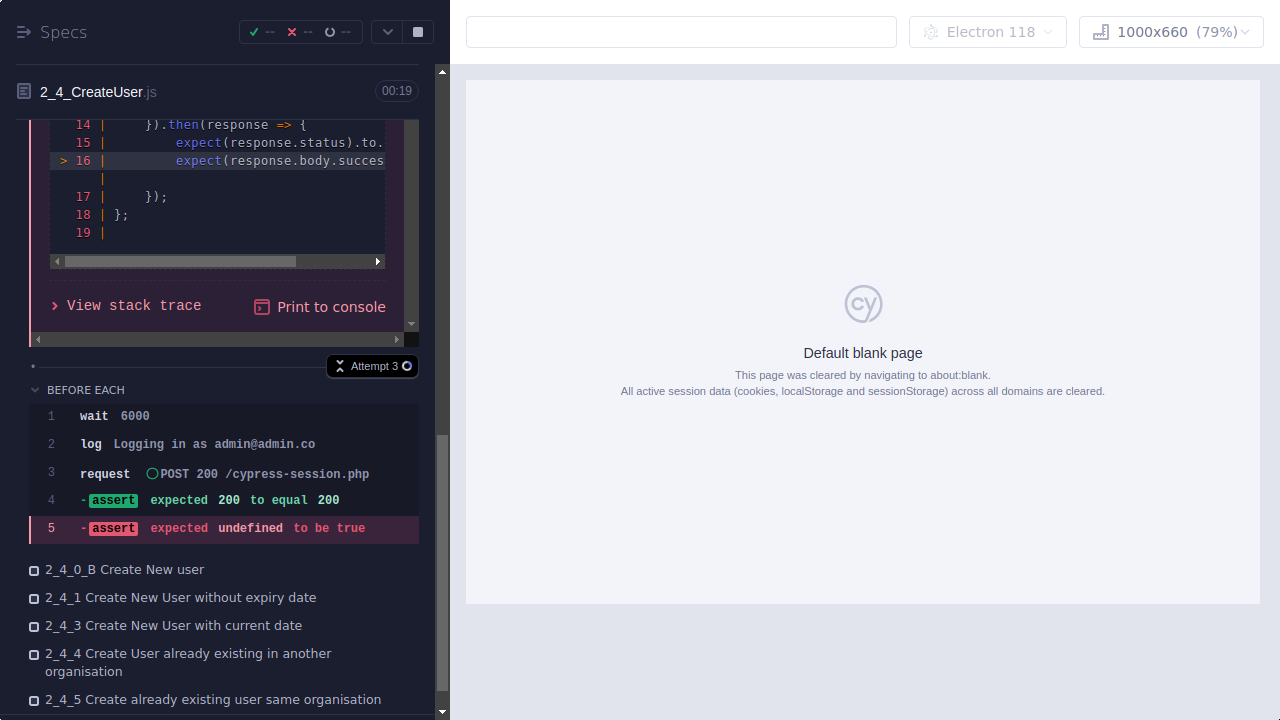 Specs
--
--
--
Electron 118
1000x660 (79%)
2_4_CreateUser.js
00:19
14 | }).then(response => {
15 | expect(response.status).to.
> 16 | expect(response.body.succes
|
17 | });
18 | };
19 |
View stack trace
Print to console
Attempt 3
BEFORE EACH
1 wait 6000
2 log Logging in as admin@admin.co
3 request POST 200 /cypress-session.php
4 -assert expected 200 to equal 200
5 -assert expected undefined to be true
2_4_0_B Create New user
2_4_1 Create New User without expiry date
2_4_3 Create New User with current date
2_4_4 Create User already existing in another
organisation
2_4_5 Create already existing user same organisation
cy
Default blank page
This page was cleared by navigating to about:blank.
All active session data (cookies, localStorage and sessionStorage) across all domains are cleared.